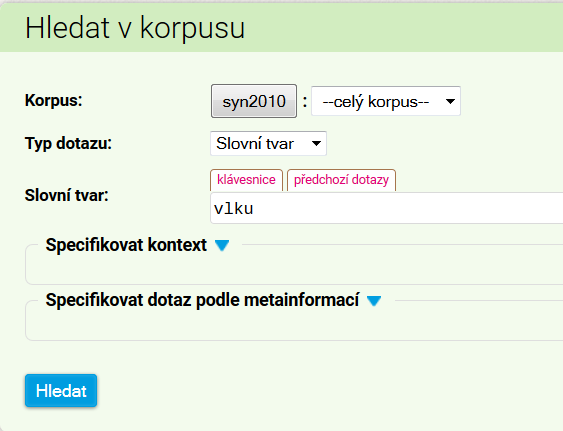 Hledat v korpusu
Korpus: syn2010 : --celý korpus--
Typ dotazu: Slovní tvar
klávesnice předchozí dotazy
Slovní tvar:
vlku
Specifikovat kontext
Specifikovat dotaz podle metainformací
Hledat